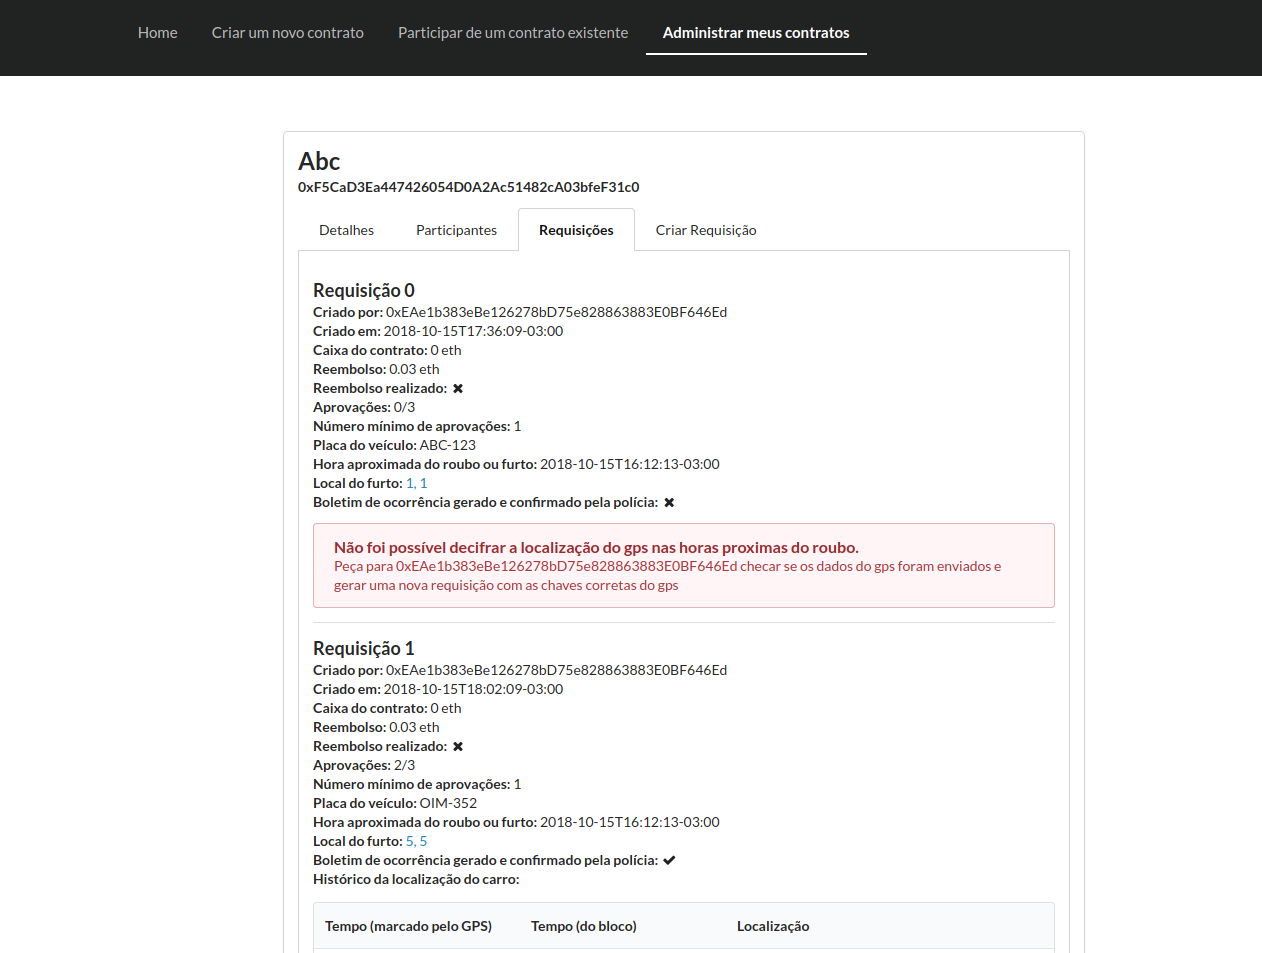 Home Criar um novo contrato Participar de um contrato existente Administrar meus contratos
Abc
0xF5CaD3Ea447426054D0A2Ac51482cA03bfeF31c0
Detalhes Participantes Requisições Criar Requisição
Requisição 0
Criado por: 0xEAe1b383eBe126278bD75e828863883E0BF646Ed
Criado em: 2018-10-15T17:36:09-03:00
Caixa do contrato: 0 eth
Reembolso: 0.03 eth
Reembolso realizado: ✖
Aprovações: 0/3
Número mínimo de aprovações: 1
Placa do veículo: ABC-123
Hora aproximada do roubo ou furto: 2018-10-15T16:12:13-03:00
Local do furto: 1, 1
Boletim de ocorrência gerado e confirmado pela polícia: ✖
Não foi possível decifrar a localização do gps nas horas proximas do roubo.
Peça para 0xEAe1b383eBe126278bD75e828863883E0BF646Ed checar se os dados do gps foram enviados e
gerar uma nova requisição com as chaves corretas do gps
Requisição 1
Criado por: 0xEAe1b383eBe126278bD75e828863883E0BF646Ed
Criado em: 2018-10-15T18:02:09-03:00
Caixa do contrato: 0 eth
Reembolso: 0.03 eth
Reembolso realizado: ✖
Aprovações: 2/3
Número mínimo de aprovações: 1
Placa do veículo: OIM-352
Hora aproximada do roubo ou furto: 2018-10-15T16:12:13-03:00
Local do furto: 5, 5
Boletim de ocorrência gerado e confirmado pela polícia: ✔
Histórico da localização do carro:
Tempo (marcado pelo GPS) Tempo (do bloco) Localização